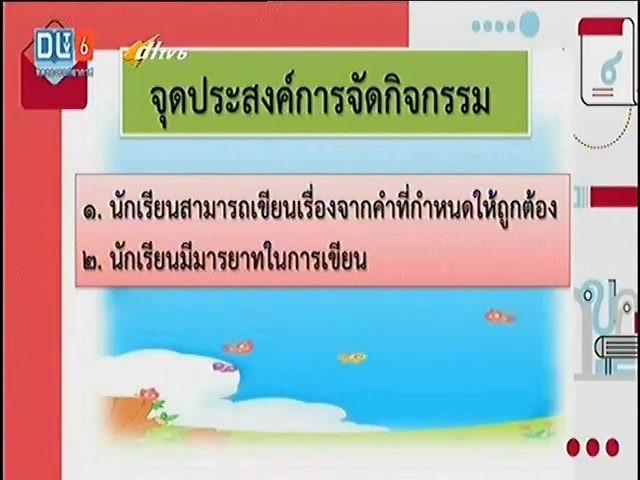 DLTV 6
dltv6
จุดประสงค์การจัดกิจกรรม
๑. นักเรียนสามารถเขียนเรื่องจากคำที่กำหนดให้ถูกต้อง
๒. นักเรียนมีมารยาทในการเขียน